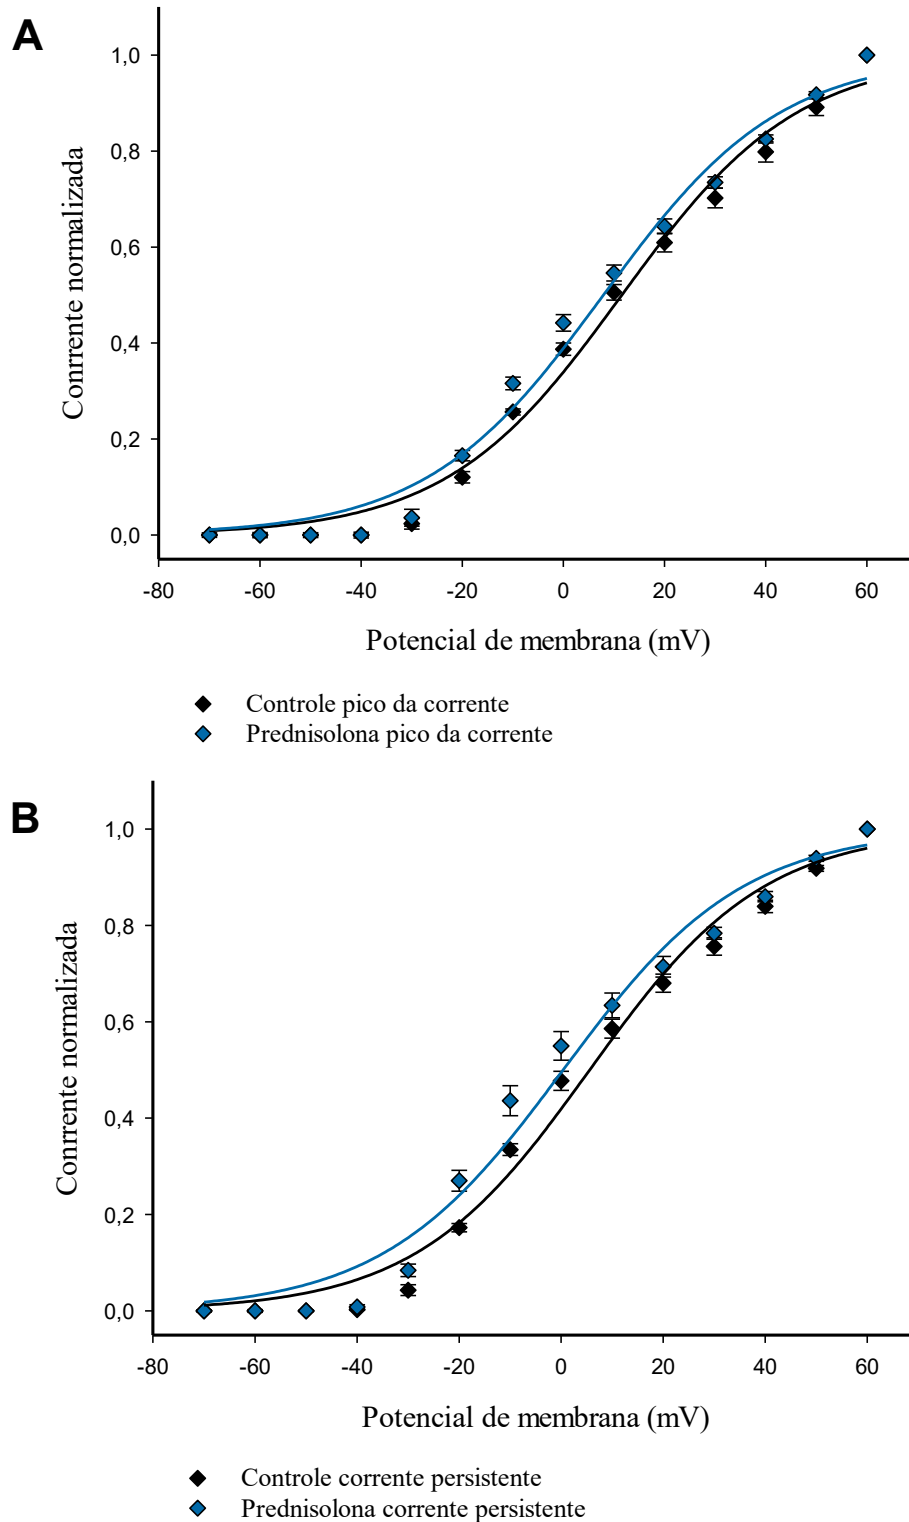 A
1,0
0,8
0,6
0,4
0,2
0,0
Conrrente normalizada
-80 -60 -40 -20 0 20 40 60
Potencial de membrana (mV)
Controle pico da corrente
Prednisolona pico da corrente
B
1,0
0,8
0,6
0,4
0,2
0,0
Conrrente normalizada
-80 -60 -40 -20 0 20 40 60
Potencial de membrana (mV)
Controle corrente persistente
Prednisolona corrente persistente